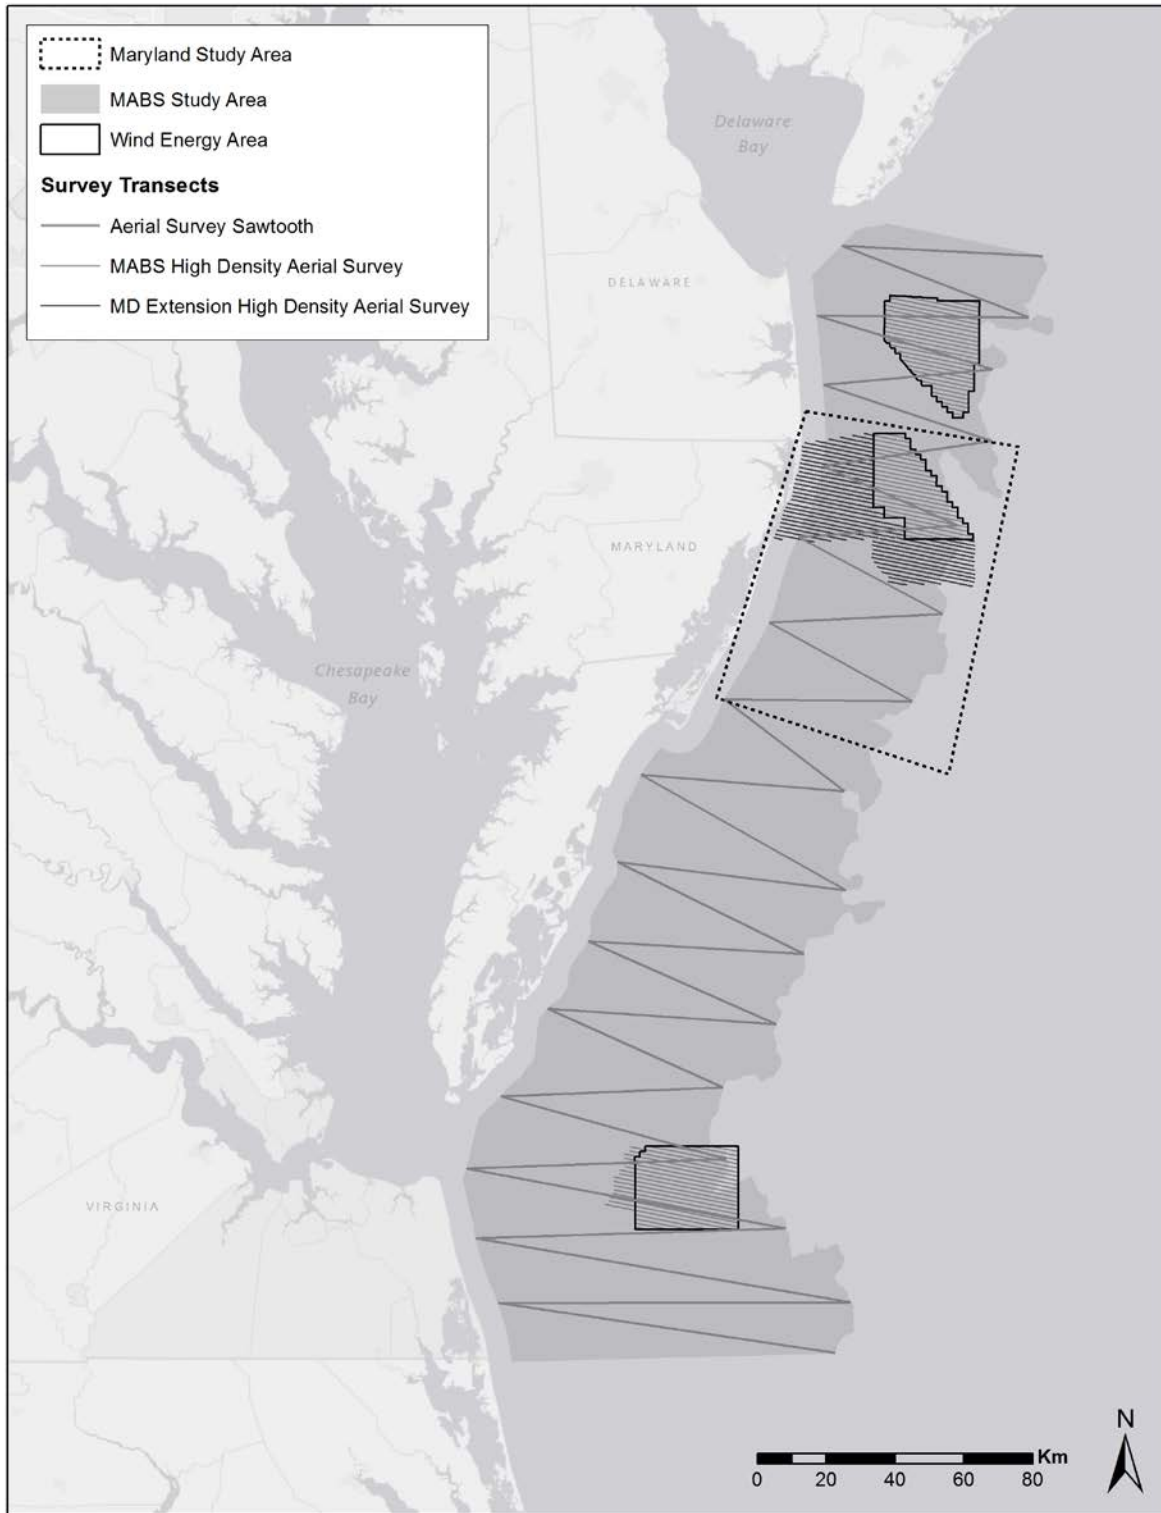 Maryland Study Area
MABS Study Area
Wind Energy Area
Survey Transects
Aerial Survey Sawtooth
MABS High Density Aerial Survey
MD Extension High Density Aerial Survey
Delaware
Bay
DELAWARE
MARYLAND
Chesapeake
Bay
VIRGINIA
N
Km
0 20 40 60 80